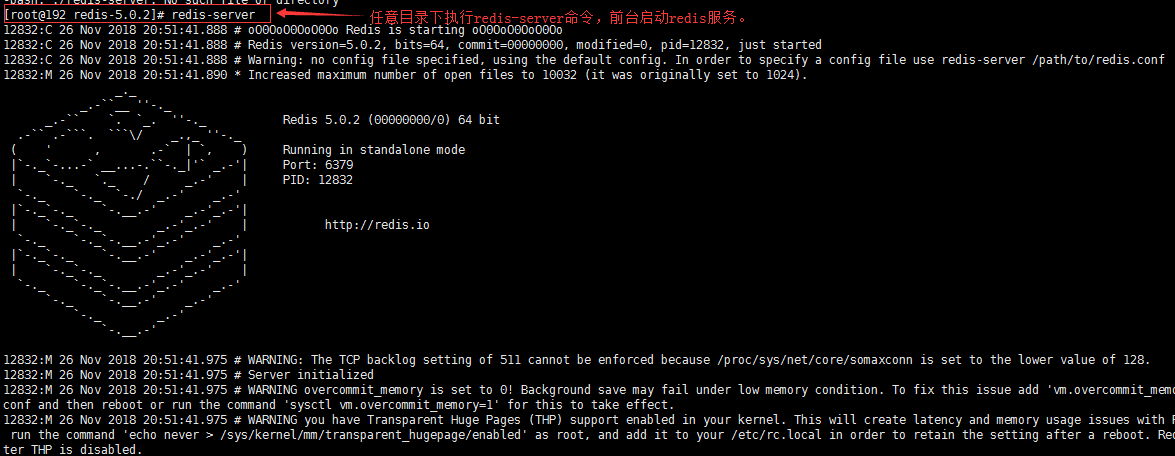 -bash: ./redis-server: No such file or directory
[root@192 redis-5.0.2]# redis-server
任意目录下执行redis-server命令，前台启动redis服务。
12832:C 26 Nov 2018 20:51:41.888 # oO0OoO0OoO0Oo Redis is starting oO0OoO0OoO0Oo
12832:C 26 Nov 2018 20:51:41.888 # Redis version=5.0.2, bits=64, commit=00000000, modified=0, pid=12832, just started
12832:C 26 Nov 2018 20:51:41.888 # Warning: no config file specified, using the default config. In order to specify a config file use redis-server /path/to/redis.conf
12832:M 26 Nov 2018 20:51:41.890 * Increased maximum number of open files to 10032 (it was originally set to 1024).
Redis 5.0.2 (00000000/0) 64 bit
Running in standalone mode
Port: 6379
PID: 12832
http://redis.io
12832:M 26 Nov 2018 20:51:41.975 # WARNING: The TCP backlog setting of 511 cannot be enforced because /proc/sys/net/core/somaxconn is set to the lower value of 128.
12832:M 26 Nov 2018 20:51:41.975 # Server initialized
12832:M 26 Nov 2018 20:51:41.975 # WARNING overcommit_memory is set to 0! Background save may fail under low memory condition. To fix this issue add 'vm.overcommit_mem
conf and then reboot or run the command 'sysctl vm.overcommit_memory=1' for this to take effect.
12832:M 26 Nov 2018 20:51:41.975 # WARNING you have Transparent Huge Pages (THP) support enabled in your kernel. This will create latency and memory usage issues with
run the command 'echo never > /sys/kernel/mm/transparent_hugepage/enabled' as root, and add it to your /etc/rc.local in order to retain the setting after a reboot. Red
ter THP is disabled.